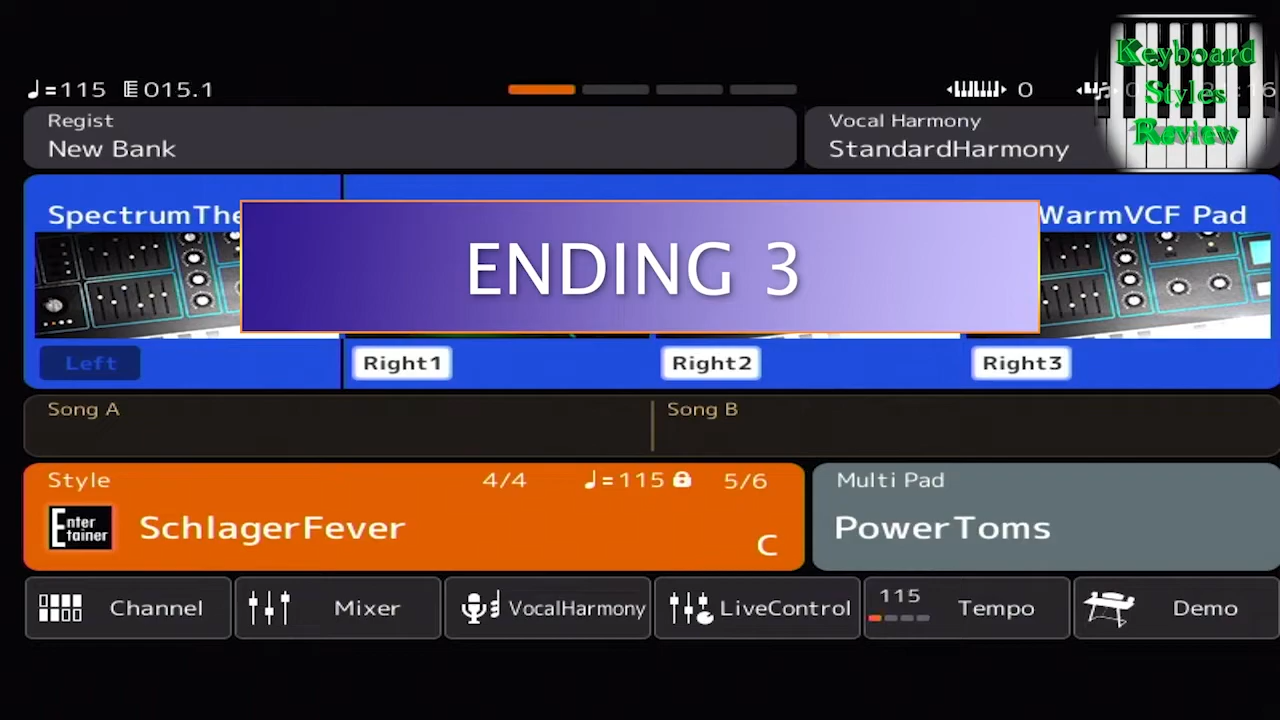 ♩=115 015.1
0
Keyboard
Styles
Review
Regist
New Bank
Vocal Harmony
StandardHarmony
WarmVCF Pad
ENDING 3
Left
Right1
Right2
Right3
Song A
Song B
Style
4/4
♩=115
5/6
Enter
tainer
SchlagerFever
C
Multi Pad
PowerToms
Channel
Mixer
VocalHarmony
LiveControl
115
Tempo
Demo